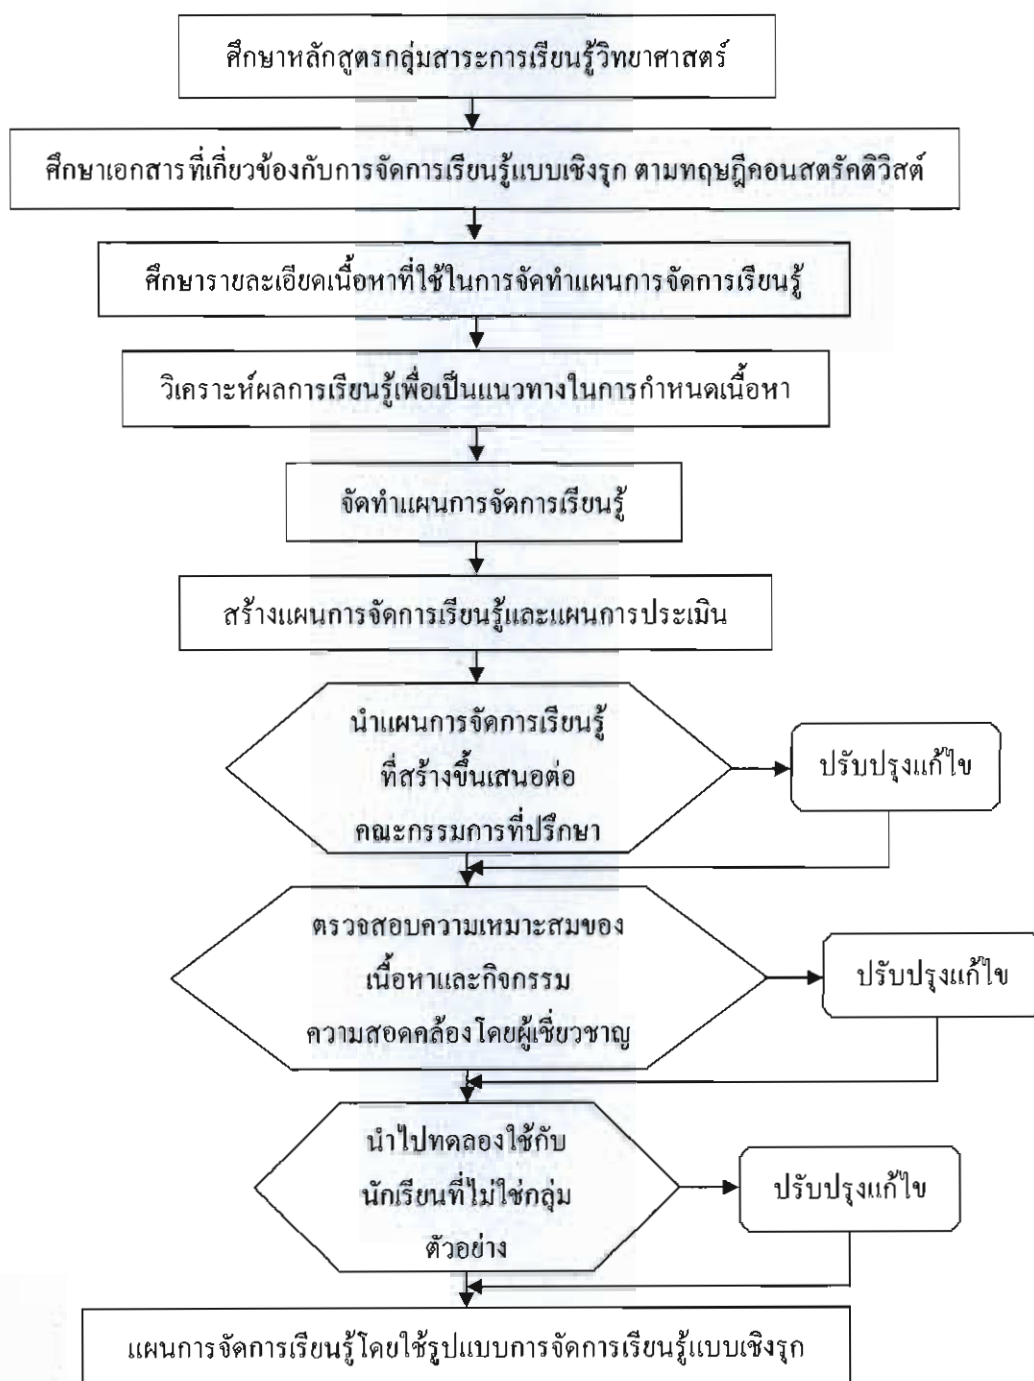 ศึกษาหลักสูตรกลุ่มสาระการเรียนรู้วิทยาศาสตร์
ศึกษาเอกสารที่เกี่ยวข้องกับการจัดการเรียนรู้แบบเชิงรุก ตามทฤษฎีคอนสตรัคติวิสต์
ศึกษารายละเอียดเนื้อหาที่ใช้ในการจัดทำแผนการจัดการเรียนรู้
วิเคราะห์ผลการเรียนรู้เพื่อเป็นแนวทางในการกำหนดเนื้อหา
จัดทำแผนการจัดการเรียนรู้
สร้างแผนการจัดการเรียนรู้และแผนการประเมิน
นำแผนการจัดการเรียนรู้
ที่สร้างขึ้นเสนอต่อ
คณะกรรมการที่ปรึกษา
ปรับปรุงแก้ไข
ตรวจสอบความเหมาะสมของ
เนื้อหาและกิจกรรม
ความสอดคล้องโดยผู้เชี่ยวชาญ
ปรับปรุงแก้ไข
นำไปทดลองใช้กับ
นักเรียนที่ไม่ใช่กลุ่ม
ตัวอย่าง
ปรับปรุงแก้ไข
แผนการจัดการเรียนรู้โดยใช้รูปแบบการจัดการเรียนรู้แบบเชิงรุก